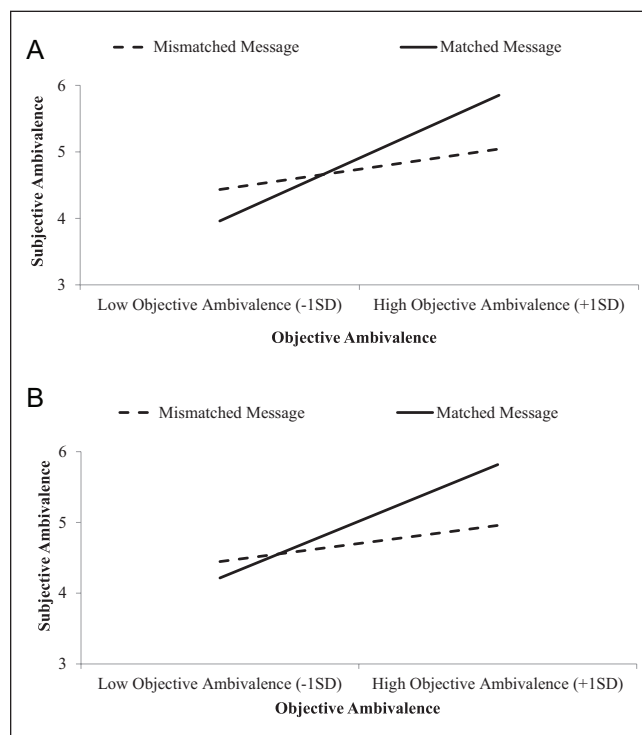 A
Mismatched Message Matched Message
6
5
4
3
Subjective Ambivalence
Low Objective Ambivalence (-1SD) High Objective Ambivalence (+1SD)
Objective Ambivalence
B
Mismatched Message Matched Message
6
5
4
3
Subjective Ambivalence
Low Objective Ambivalence (-1SD) High Objective Ambivalence (+1SD)
Objective Ambivalence